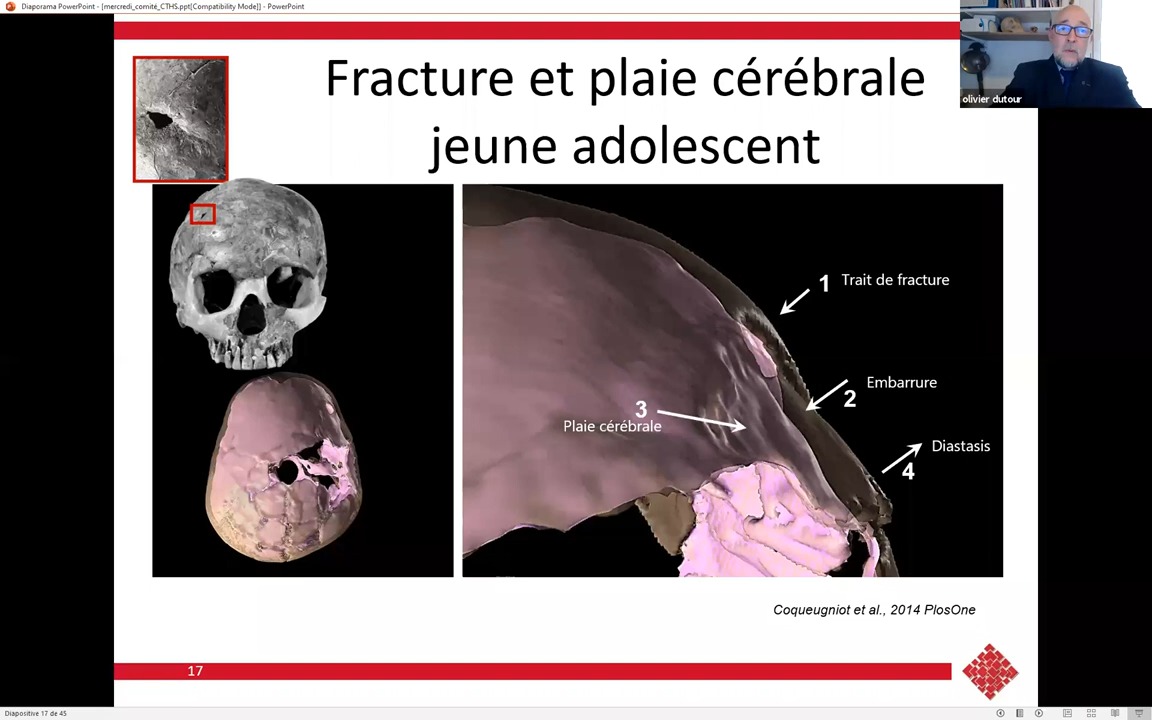 Diaporama PowerPoint - [mercredi_comité_CTHS.ppt[Compatibility Mode]] - PowerPoint
olivier dutour
Fracture et plaie cérébrale
jeune adolescent
1 Trait de fracture
Embarrure
2
3
Plaie cérébrale
Diastasis
4
Coqueugniot et al., 2014 PlosOne
17
Diapositive 17 de 45